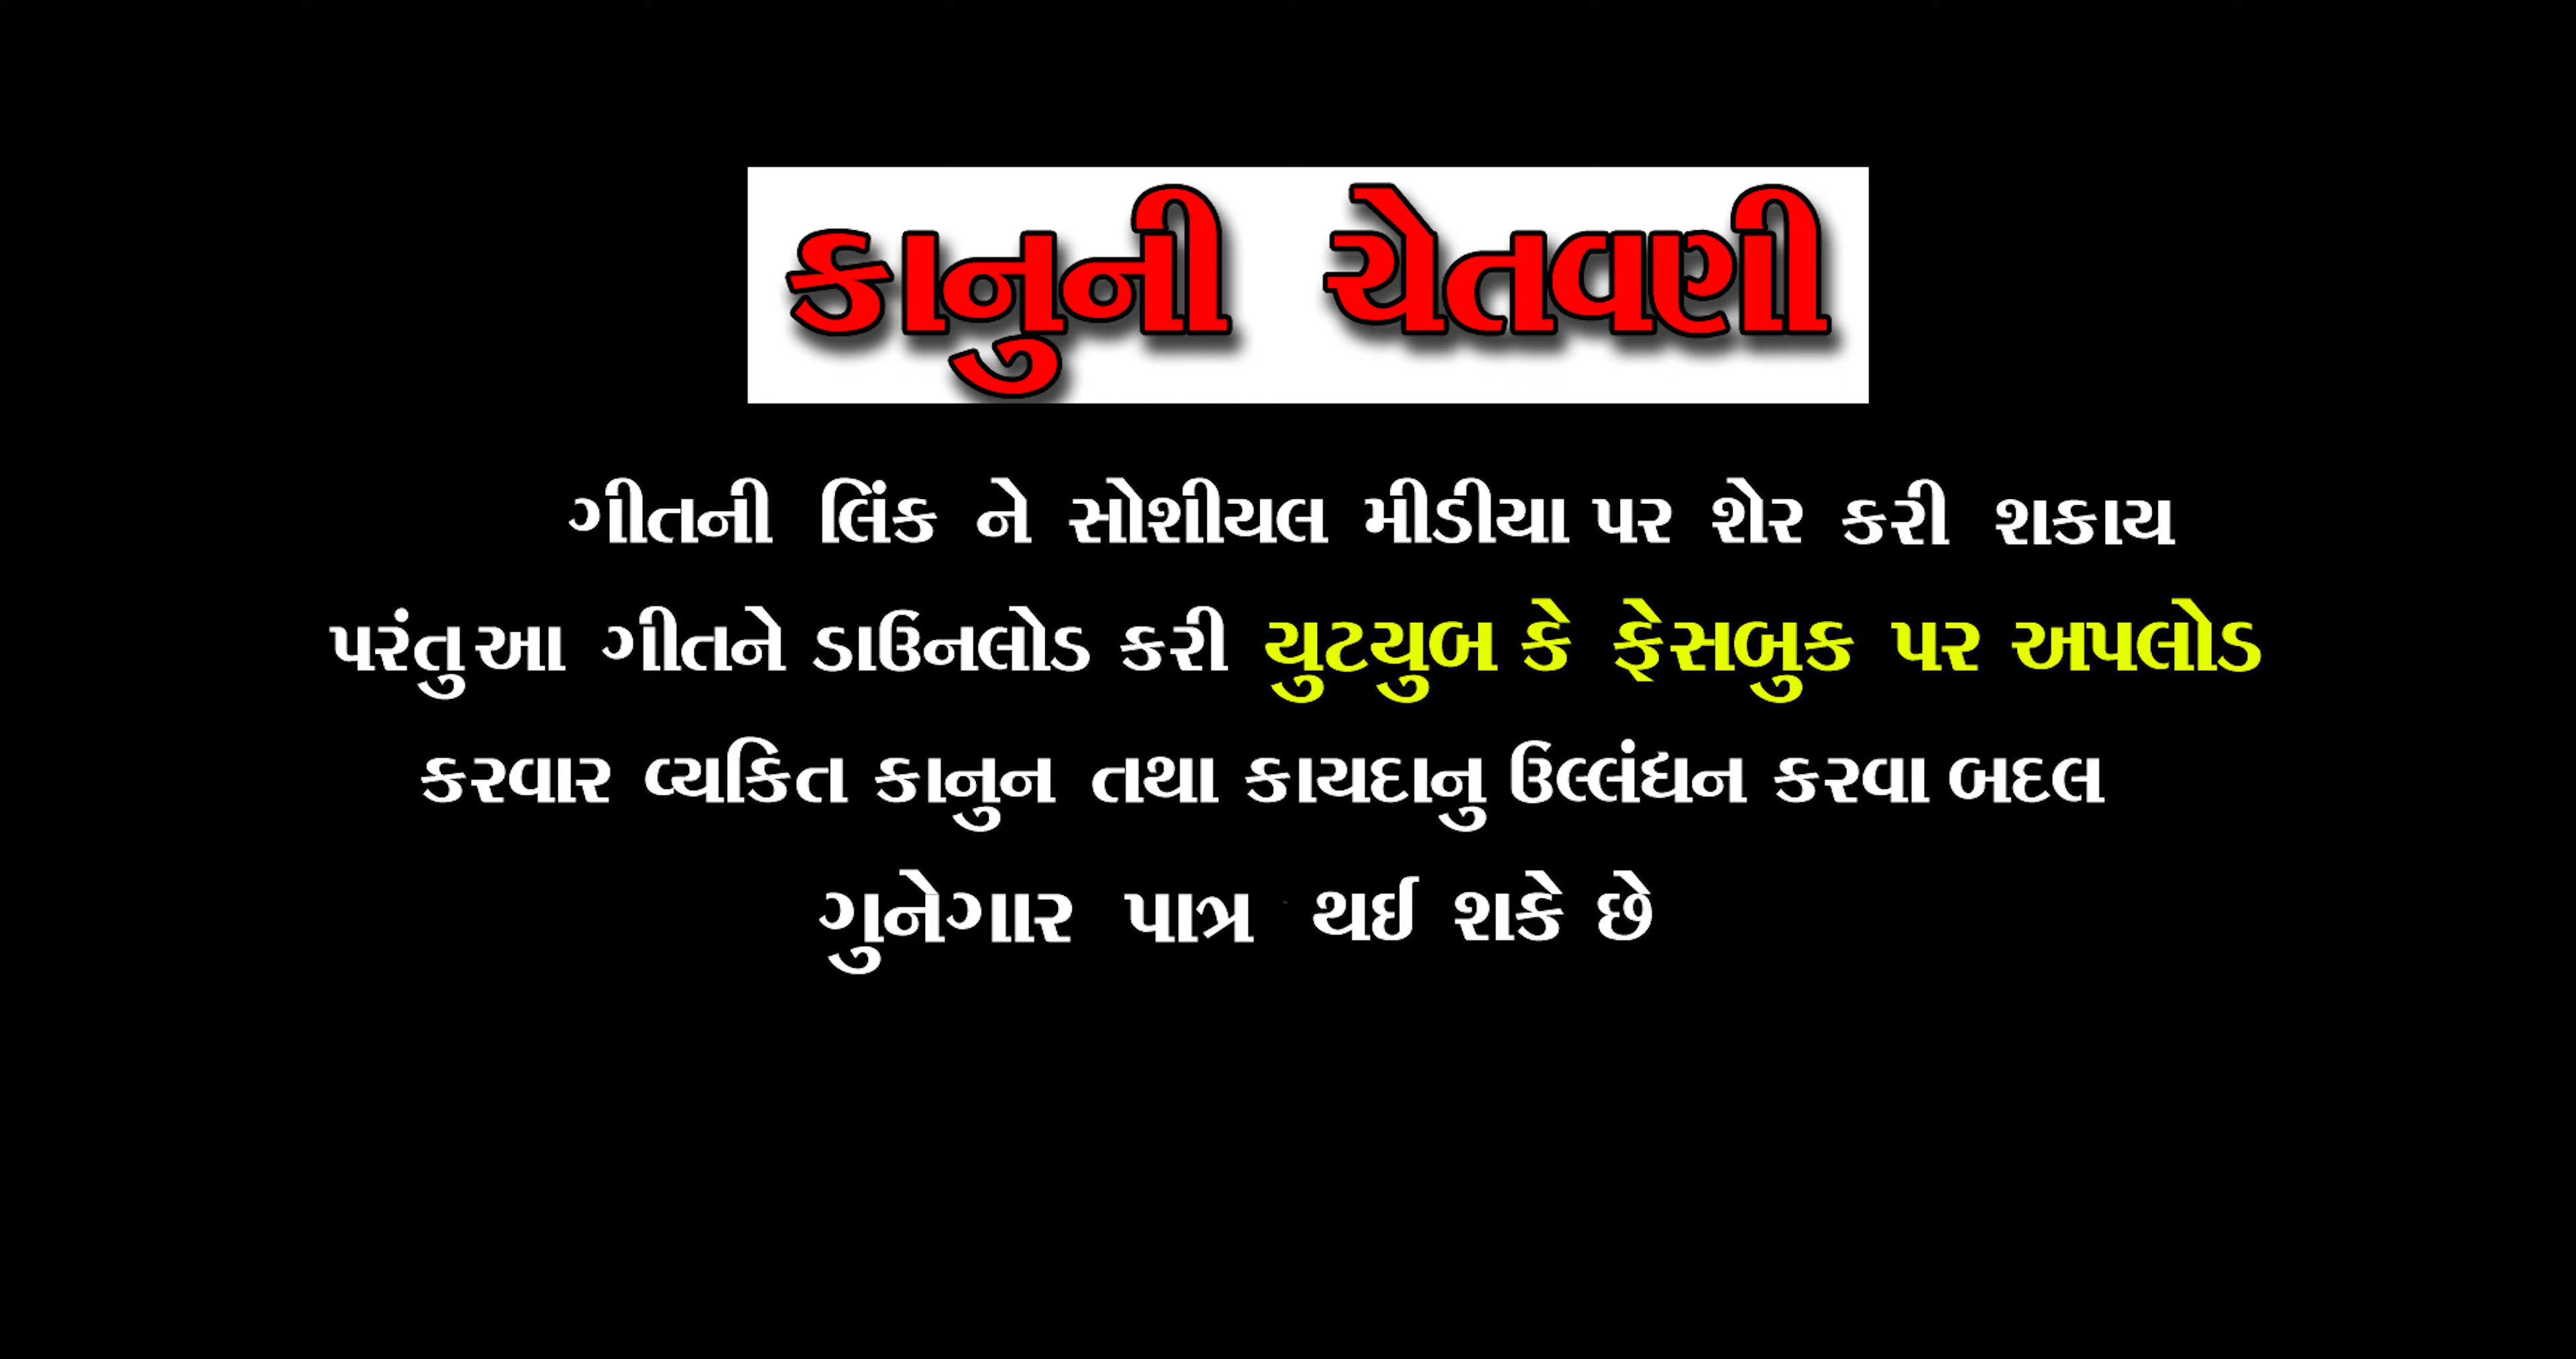 કાનુની ચેતવણી
ગીતની લિંક ને સોશીયલ મીડીયા પર શેર કરી શકાય
પરંતુ આ ગીતને ડાઉનલોડ કરી યુટયુબ કે ફેસબુક પર અપલોડ
કરવાર વ્યકિત કાનુન તથા કાયદાનુ ઉલ્લંઘન કરવા બદલ
ગુનેગાર પાત્ર થઈ શકે છે